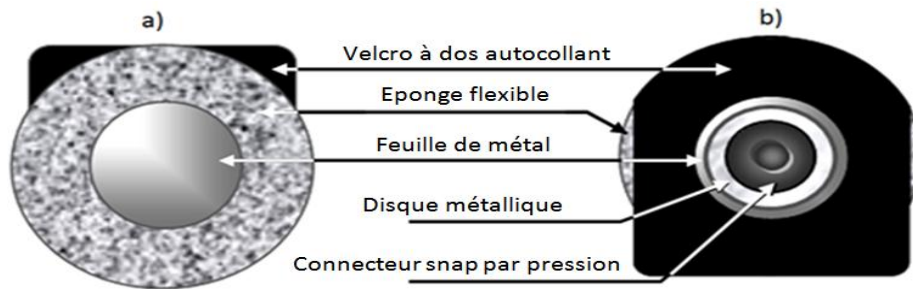 a)
b)
Velcro à dos autocollant
Eponge flexible
Feuille de métal
Disque métallique
Connecteur snap par pression